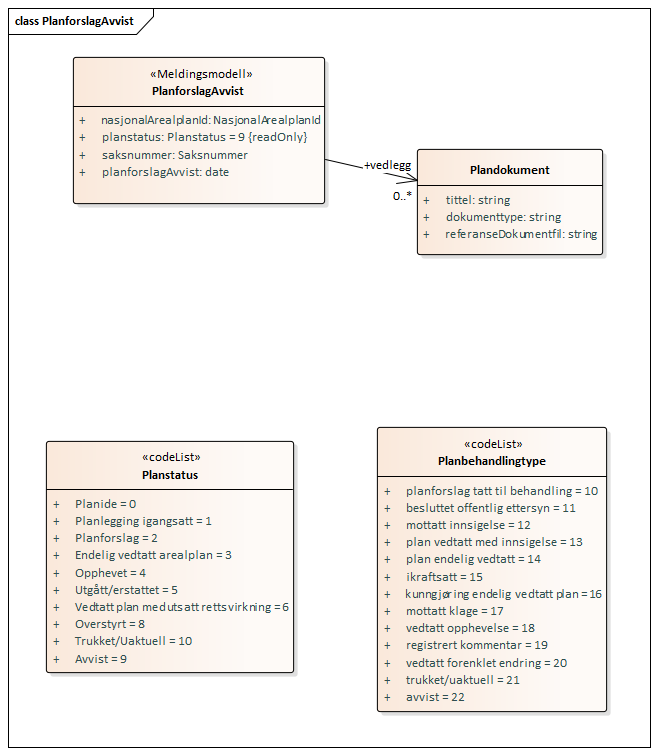 class PlanforslagAvvist
«Meldingsmodell»
PlanforslagAvvist
+ nasjonalArealplanId: NasjonalArealplanId
+ planstatus: Planstatus = 9 {readOnly}
+ saksnummer: Saksnummer
+ planforslagAvvist: date
+vedlegg
0..*
Plandokument
+ tittel: string
+ dokumenttype: string
+ referanseDokumentfil: string
«codeList»
Planstatus
+ Planide = 0
+ Planlegging igangsatt = 1
+ Planforslag = 2
+ Endelig vedtatt arealplan = 3
+ Opphevet = 4
+ Utgått/erstattet = 5
+ Vedtatt plan med utsatt rettsvirkning = 6
+ Overstyrt = 8
+ Trukket/Uaktuell = 10
+ Avvist = 9
«codeList»
Planbehandlingtype
+ planforslag tatt til behandling = 10
+ besluttet offentlig ettersyn = 11
+ mottatt innsigelse = 12
+ plan vedtatt med innsigelse = 13
+ plan endelig vedtatt = 14
+ ikraftsatt = 15
+ kunngjøring endelig vedtatt plan = 16
+ mottatt klage = 17
+ vedtatt opphevelse = 18
+ registrert kommentar = 19
+ vedtatt forenklet endring = 20
+ trukket/uaktuell = 21
+ avvist = 22